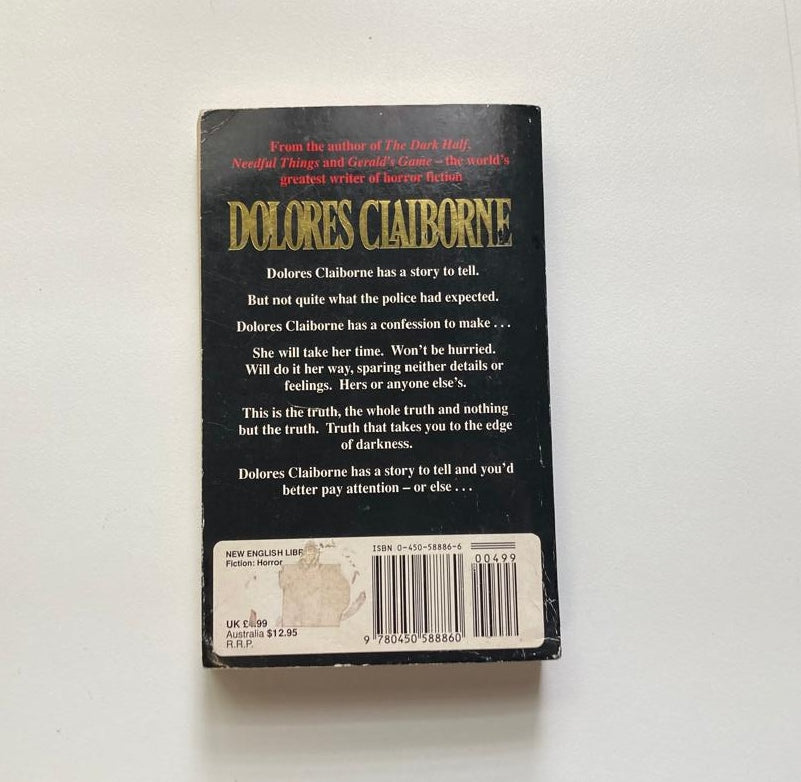 From the author of The Dark Half,
Needful Things and Gerald's Game – the world's
greatest writer of horror fiction
DOLORES CLAIBORNE
Dolores Claiborne has a story to tell.
But not quite what the police had expected.
Dolores Claiborne has a confession to make . . .
She will take her time. Won't be hurried.
Will do it her way, sparing neither details or
feelings. Hers or anyone else's.
This is the truth, the whole truth and nothing
but the truth. Truth that takes you to the edge
of darkness.
Dolores Claiborne has a story to tell and you'd
better pay attention – or else . . .
NEW ENGLISH
Fiction: Horror
UK
Australia $12.95
R.R.P.
ISBN 0-450-58886-6
00499
9 780450 588860